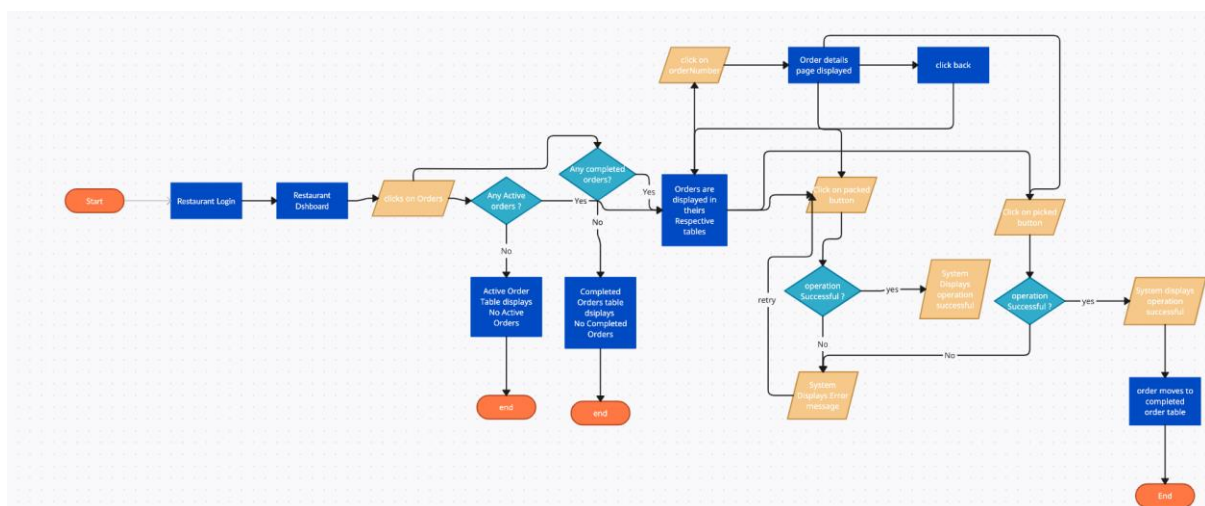 click on
orderNumber
Order details
page displayed
click back
Start
Restaurant Login
Restaurant
Dshboard
clicks on Orders
Any Active
orders ?
Yes
No
Any completed
orders?
Yes
No
Orders are
displayed in
theirs
Respective
tables
Click on packed
button
Click on picked
button
Active Order
Table displays
No Active
Orders
Completed
Orders table
dsiplays
No Completed
Orders
end
end
retry
operation
Successful ?
yes
System
Displays
operation
successful
No
System
Displays Error
message
operation
Successful ?
yes
No
System displays
operation
successful
order moves to
completed
order table
End